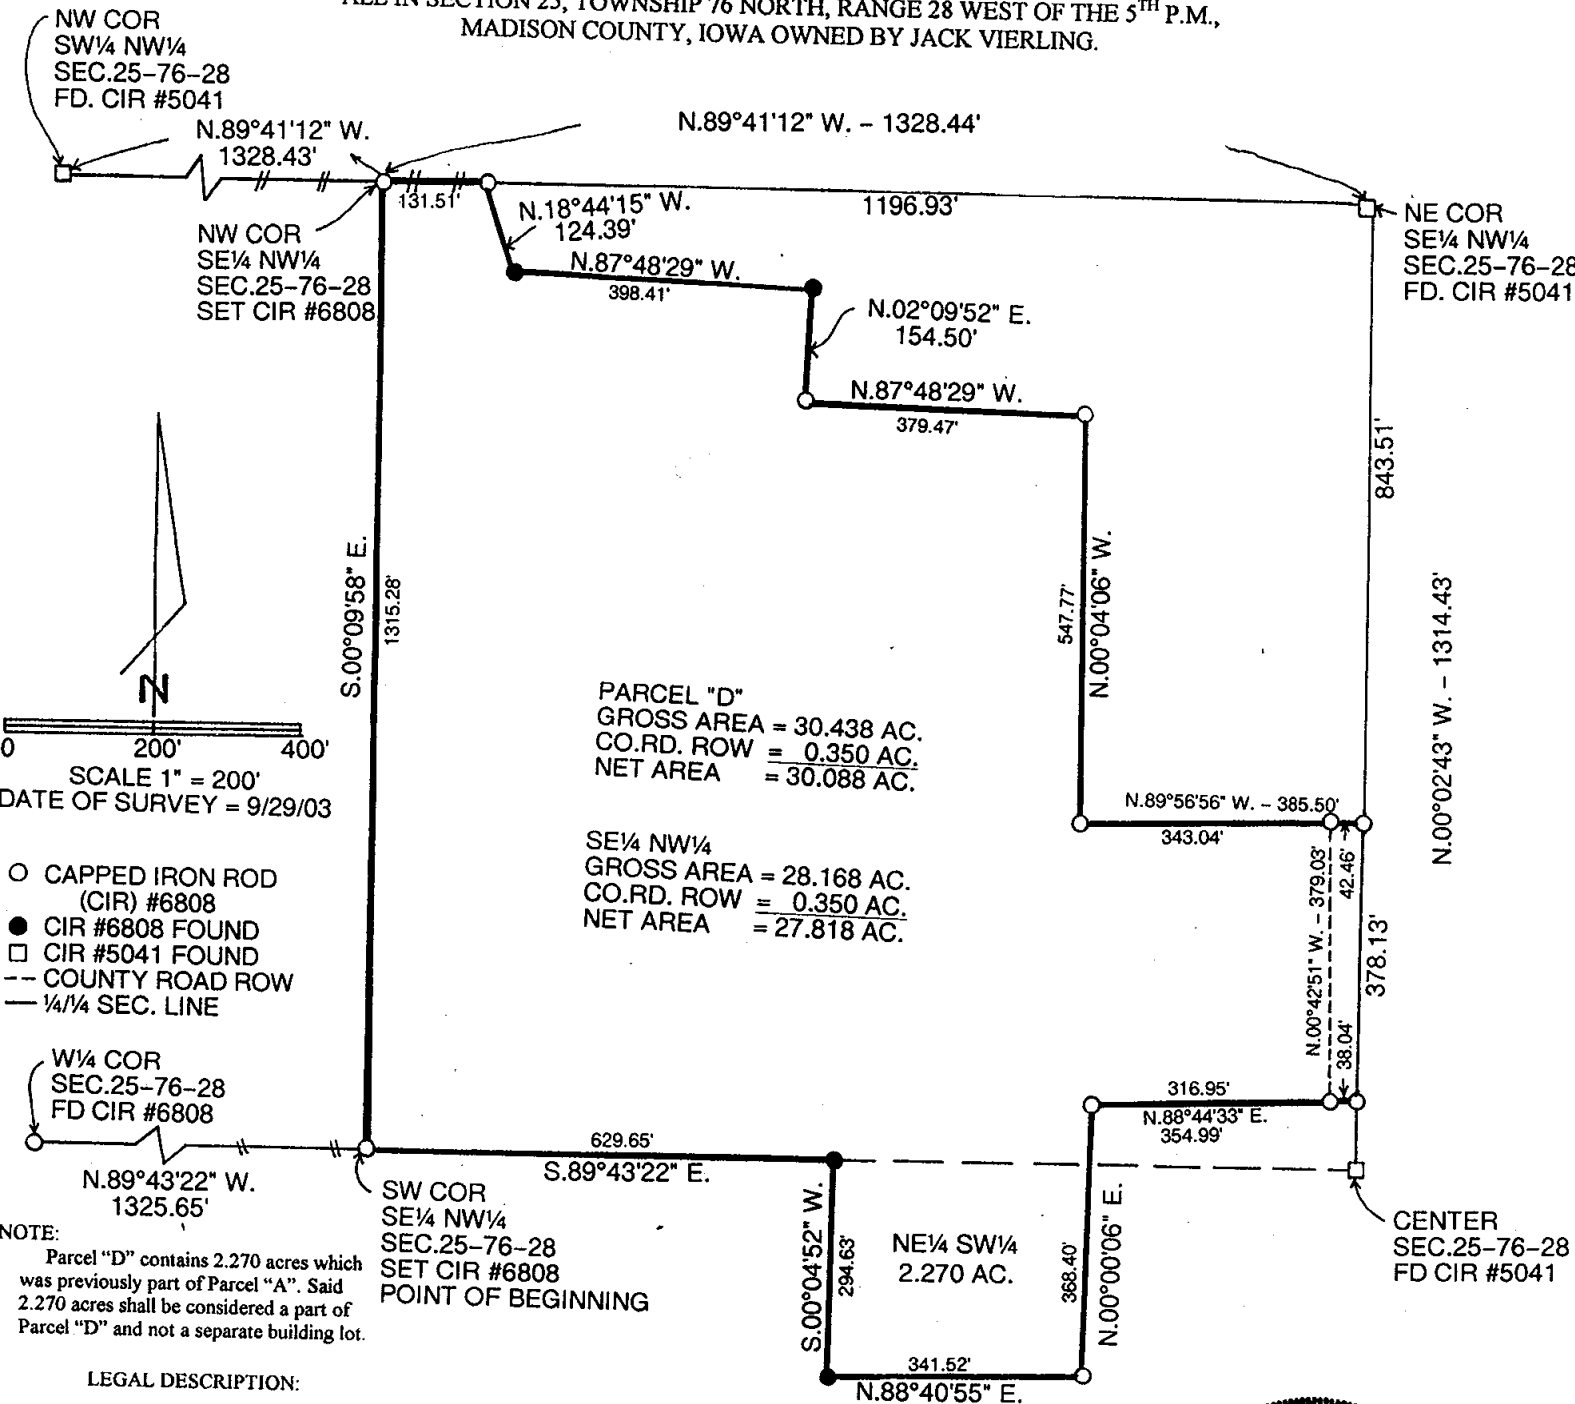 ALL IN SECTION 25, TOWNSHIP 76 NORTH, RANGE 28 WEST OF THE 5TH P.M.,
MADISON COUNTY, IOWA OWNED BY JACK VIERLING.
NW COR
SW¼ NW¼
SEC.25-76-28
FD. CIR #5041
N.89°41'12" W.
1328.43'
N.89°41'12" W. - 1328.44'
131.51'
1196.93'
NW COR
SE¼ NW¼
SEC.25-76-28
SET CIR #6808
N.18°44'15" W.
124.39'
N.87°48'29" W.
398.41'
N.02°09'52" E.
154.50'
N.87°48'29" W.
379.47'
NE COR
SE¼ NW¼
SEC.25-76-28
FD. CIR #5041
843.51'
N.00°02'43" W. - 1314.43'
S.00°09'58" E.
1315.28'
547.77'
N.00°04'06" W.
N
0 200' 400'
SCALE 1" = 200'
DATE OF SURVEY = 9/29/03
PARCEL "D"
GROSS AREA = 30.438 AC.
CO.RD. ROW = 0.350 AC.
NET AREA = 30.088 AC.
SE¼ NW¼
GROSS AREA = 28.168 AC.
CO.RD. ROW = 0.350 AC.
NET AREA = 27.818 AC.
N.89°56'56" W. - 385.50'
343.04'
N.00°42'51" W. - 379.03'
42.46'
38.04'
378.13'
CAPPED IRON ROD
(CIR) #6808
CIR #6808 FOUND
CIR #5041 FOUND
-- COUNTY ROAD ROW
— ¼/¼ SEC. LINE
W¼ COR
SEC.25-76-28
FD CIR #6808
N.89°43'22" W.
1325.65'
629.65'
S.89°43'22" E.
316.95'
N.88°44'33" E.
354.99'
SW COR
SE¼ NW¼
SEC.25-76-28
SET CIR #6808
POINT OF BEGINNING
S.00°04'52" W.
294.63'
NE¼ SW¼
2.270 AC.
368.40'
N.00°00'06" E.
341.52'
N.88°40'55" E.
CENTER
SEC.25-76-28
FD CIR #5041
NOTE:
Parcel “D” contains 2.270 acres which
was previously part of Parcel “A”. Said
2.270 acres shall be considered a part of
Parcel “D” and not a separate building lot.
LEGAL DESCRIPTION: